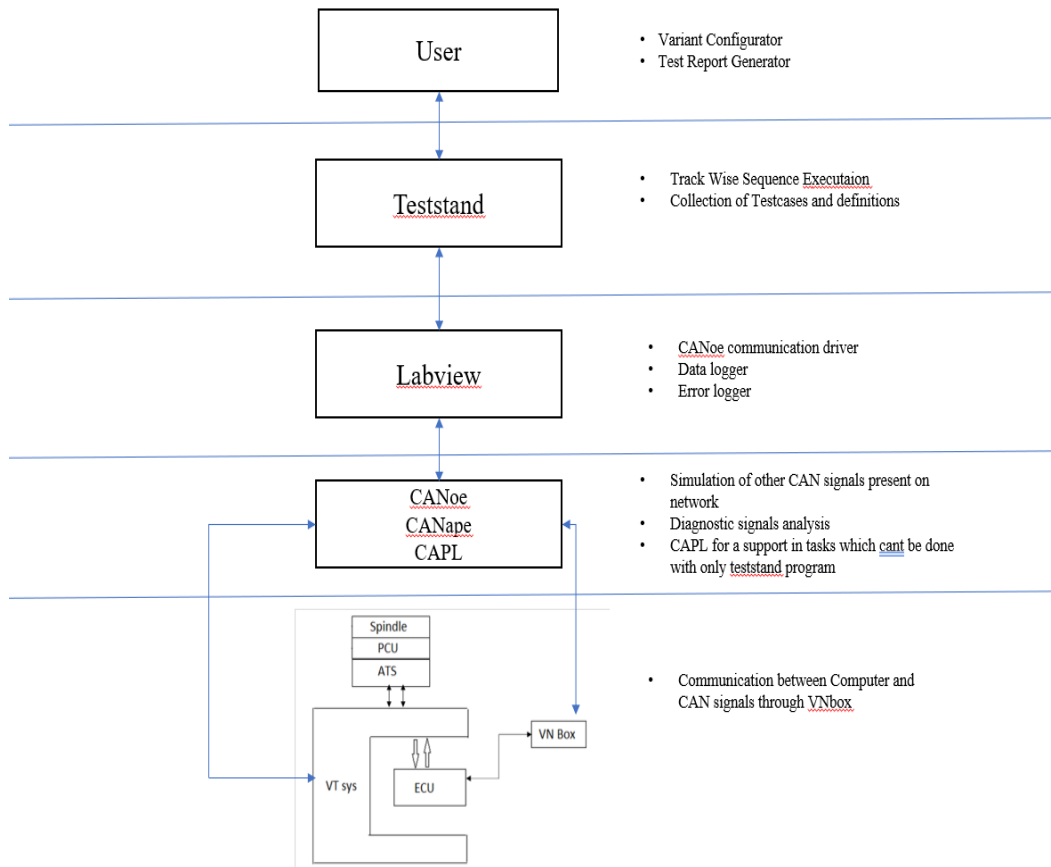 User
• Variant Configurator
• Test Report Generator
Teststand
• Track Wise Sequence Executaion
• Collection of Testcases and definitions
Labview
• CANoe communication driver
• Data logger
• Error logger
CANoe
CANape
CAPL
• Simulation of other CAN signals present on
network
• Diagnostic signals analysis
• CAPL for a support in tasks which cant be done
with only teststand program
Spindle
PCU
ATS
VT sys
ECU
VN Box
• Communication between Computer and
CAN signals through VNbox